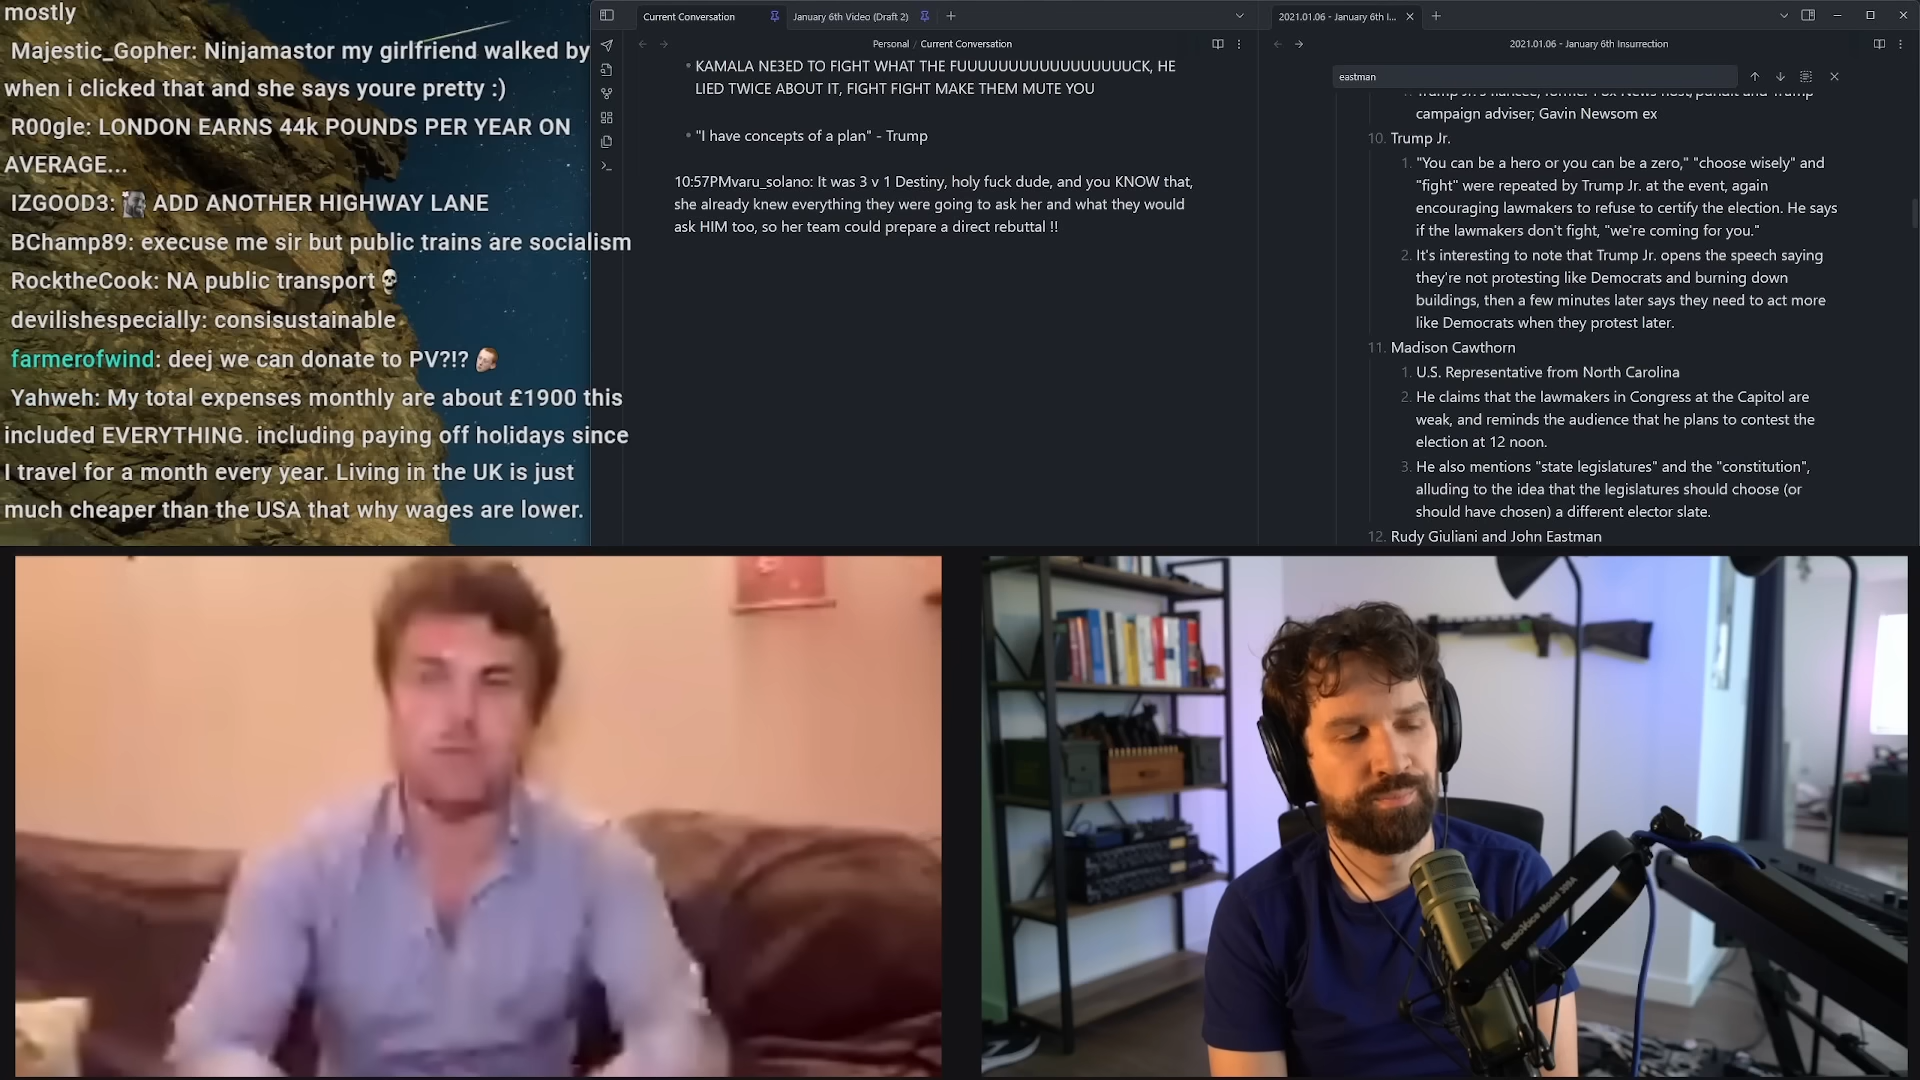 mostly
Majestic_Gopher: Ninjamastor my girlfriend walked by
when i clicked that and she says youre pretty :)
R00gle: LONDON EARNS 44k POUNDS PER YEAR ON
AVERAGE...
IZGOOD3: ADD ANOTHER HIGHWAY LANE
BChamp89: execuse me sir but public trains are socialism
RocktheCook: NA public transport
devilishespecially: consisustainable
farmerofwind: deej we can donate to PV?!?
Yahweh: My total expenses monthly are about £1900 this
included EVERYTHING. including paying off holidays since
I travel for a month every year. Living in the UK is just
much cheaper than the USA that why wages are lower.
Current Conversation
January 6th Video (Draft 2)
Personal / Current Conversation
• KAMALA NE3ED TO FIGHT WHAT THE FUUUUUUUUUUUUUUUUUCK, HE
LIED TWICE ABOUT IT, FIGHT FIGHT MAKE THEM MUTE YOU
• "I have concepts of a plan" - Trump
10:57PMvaru_solano: It was 3 v 1 Destiny, holy fuck dude, and you KNOW that,
she already knew everything they were going to ask her and what they would
ask HIM too, so her team could prepare a direct rebuttal !!
2021.01.06 - January 6th I...
2021.01.06 - January 6th Insurrection
eastman
1. Trump Jr.'s fiancée, former Fox News host, pundit and Trump
campaign adviser; Gavin Newsom ex
10. Trump Jr.
1. "You can be a hero or you can be a zero," "choose wisely" and
"fight" were repeated by Trump Jr. at the event, again
encouraging lawmakers to refuse to certify the election. He says
if the lawmakers don't fight, "we're coming for you."
2. It's interesting to note that Trump Jr. opens the speech saying
they're not protesting like Democrats and burning down
buildings, then a few minutes later says they need to act more
like Democrats when they protest later.
11. Madison Cawthorn
1. U.S. Representative from North Carolina
2. He claims that the lawmakers in Congress at the Capitol are
weak, and reminds the audience that he plans to contest the
election at 12 noon.
3. He also mentions "state legislatures" and the "constitution",
alluding to the idea that the legislatures should choose (or
should have chosen) a different elector slate.
12. Rudy Giuliani and John Eastman